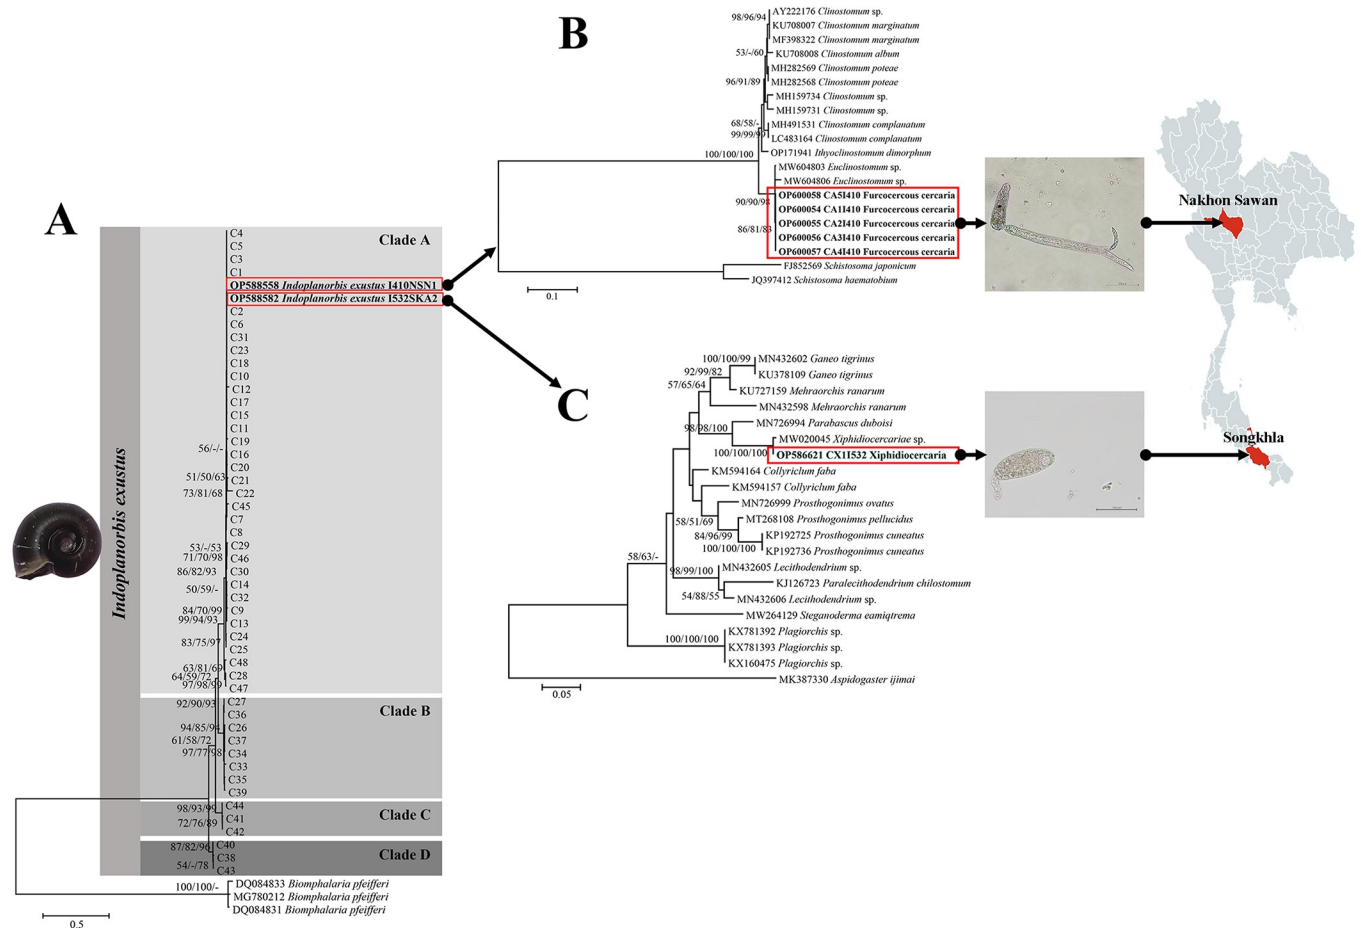 A
Indoplanorbis exustus
Clade A
C4
C5
C3
C1
OP588558 Indoplanorbis exustus I410NSN1
OP588582 Indoplanorbis exustus I532SKA2
C2
C6
C31
C23
C18
C10
C12
C17
C15
C11
C19
56/-/-
C16
C20
51/50/63
C21
73/81/68
C22
C45
C7
C8
53/-/53
C29
71/70/98
C46
86/82/93
C30
50/59/-
C14
C32
84/70/99
C9
99/94/93
C13
C24
83/75/97
C25
63/81/69
C48
64/59/72
C28
97/98/99
C47
Clade B
92/90/93
C27
C36
94/85/94
C26
61/58/72
C37
97/77/98
C34
C33
C35
C39
Clade C
98/93/99
C44
72/76/89
C41
C42
Clade D
87/82/96
C40
C38
54/-/78
C43
100/100/-
DQ084833 Biomphalaria pfeifferi
MG780212 Biomphalaria pfeifferi
DQ084831 Biomphalaria pfeifferi
0.5
B
98/96/94
AY222176 Clinostomum sp.
KU708007 Clinostomum marginatum
MF398322 Clinostomum marginatum
53/-/60
KU708008 Clinostomum album
MH282569 Clinostomum poteae
96/91/89
MH282568 Clinostomum poteae
MH159734 Clinostomum sp.
MH159731 Clinostomum sp.
68/58/-
MH491531 Clinostomum complanatum
99/99/99
LC483164 Clinostomum complanatum
100/100/100
OP171941 Ithyoclinostomum dimorphum
MW604803 Euclinostomum sp.
MW604806 Euclinostomum sp.
90/90/98
OP600058 CA5I410 Furcocercous cercaria
OP600054 CA1I410 Furcocercous cercaria
86/81/83
OP600055 CA2I410 Furcocercous cercaria
OP600056 CA3I410 Furcocercous cercaria
OP600057 CA4I410 Furcocercous cercaria
FJ852569 Schistosoma japonicum
JQ397412 Schistosoma haematobium
0.1
Nakhon Sawan
C
100/100/99
MN432602 Ganeo tigrinus
92/99/82
KU378109 Ganeo tigrinus
57/65/64
KU727159 Mehraorchis ranarum
MN432598 Mehraorchis ranarum
98/98/100
MN726994 Parabascus duboisi
MW020045 Xiphidiocercariae sp.
100/100/100
OP586621 CX1I532 Xiphidiocercaria
KM594164 Collyriclum faba
KM594157 Collyriclum faba
MN726999 Prosthogonimus ovatus
58/51/69
MT268108 Prosthogonimus pellucidus
84/96/99
KP192725 Prosthogonimus cuneatus
100/100/100
KP192736 Prosthogonimus cuneatus
58/63/-
MN432605 Lecithodendrium sp.
98/99/100
KJ126723 Paralecithodendrium chilostomum
54/88/55
MN432606 Lecithodendrium sp.
MW264129 Steganoderma eamiqtrema
KX781392 Plagiorchis sp.
100/100/100
KX781393 Plagiorchis sp.
KX160475 Plagiorchis sp.
MK387330 Aspidogaster ijimai
0.05
Songkhla